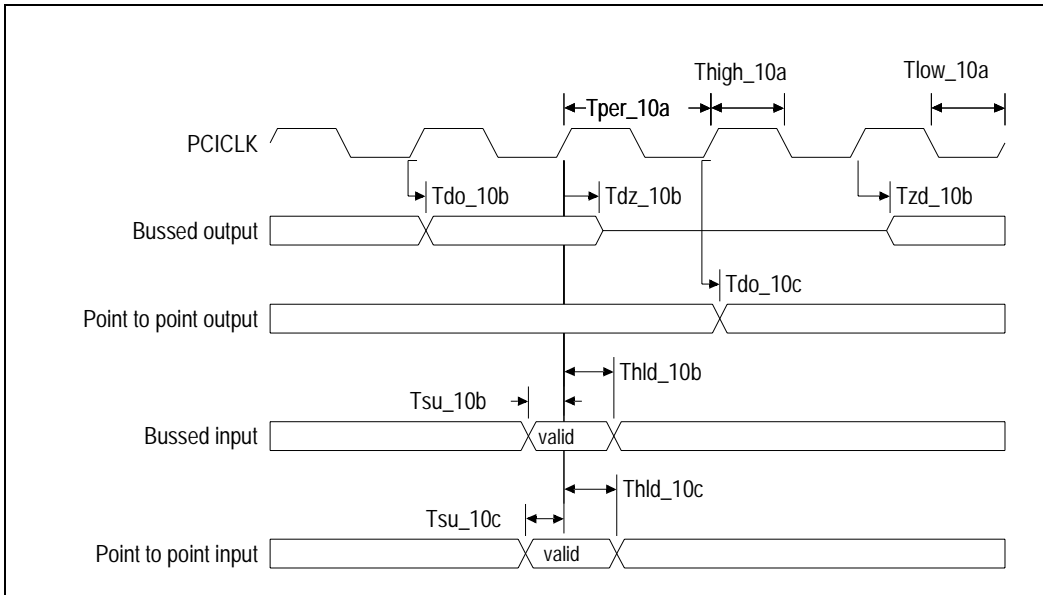 Thigh_10a
Tlow_10a
Tper_10a
PCICLK
Tdo_10b
Tdz_10b
Tzd_10b
Bussed output
Tdo_10c
Point to point output
Thld_10b
Tsu_10b
Bussed input
valid
Thld_10c
Tsu_10c
Point to point input
valid